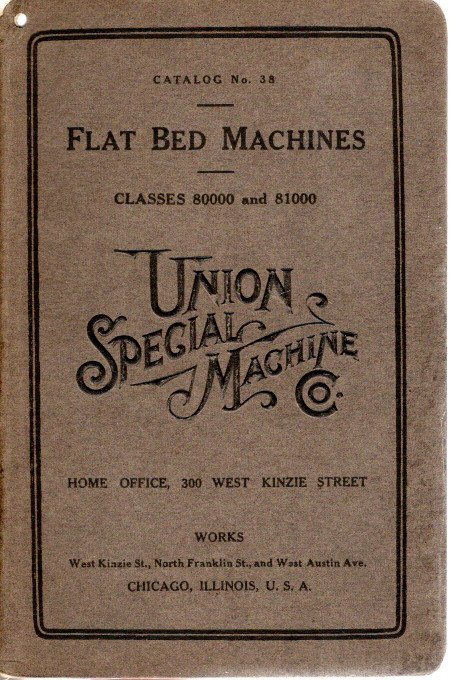 CATALOG No. 38
FLAT BED MACHINES
CLASSES 80000 and 81000
UNION
SPECIAL
MACHINE
CO.
HOME OFFICE, 300 WEST KINZIE STREET
WORKS
West Kinzie St., North Franklin St., and West Austin Ave.
CHICAGO, ILLINOIS, U. S. A.